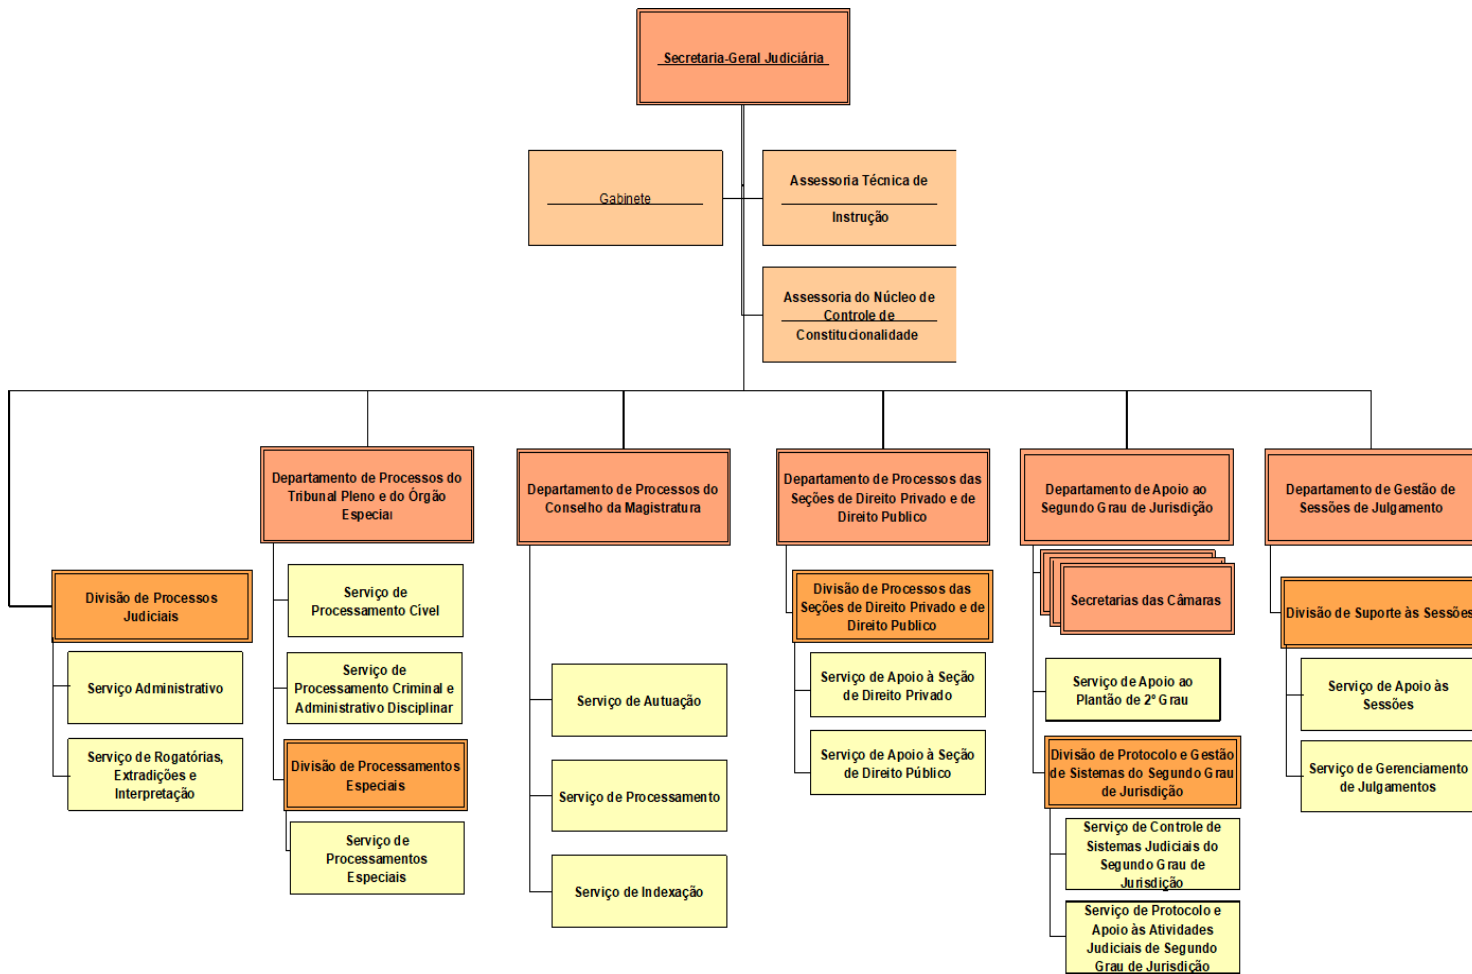 Secretaria-Geral Judiciária
Gabinete
Assessoria Técnica de
Instrução
Assessoria do Núcleo de
Controle de
Constitucionalidade
Divisão de Processos
Judiciais
Serviço Administrativo
Serviço de Rogatórias,
Extradições e
Interpretação
Departamento de Processos do
Tribunal Pleno e do Órgão
Especial
Serviço de
Processamento Cível
Serviço de
Processamento Criminal e
Administrativo Disciplinar
Divisão de Processamentos
Especiais
Serviço de
Processamentos
Especiais
Departamento de Processos do
Conselho da Magistratura
Serviço de Autuação
Serviço de Processamento
Serviço de Indexação
Departamento de Processos das
Seções de Direito Privado e de
Direito Publico
Divisão de Processos das
Seções de Direito Privado e de
Direito Publico
Serviço de Apoio à Seção
de Direito Privado
Serviço de Apoio à Seção
de Direito Público
Departamento de Apoio ao
Segundo Grau de Jurisdição
Secretarias das Câmaras
Serviço de Apoio ao
Plantão de 2º Grau
Divisão de Protocolo e Gestão
de Sistemas do Segundo Grau
de Jurisdição
Serviço de Controle de
Sistemas Judiciais do
Segundo Grau de
Jurisdição
Serviço de Protocolo e
Apoio às Atividades
Judiciais de Segundo
Grau de Jurisdição
Departamento de Gestão de
Sessões de Julgamento
Divisão de Suporte às Sessões
Serviço de Apoio às
Sessões
Serviço de Gerenciamento
de Julgamentos